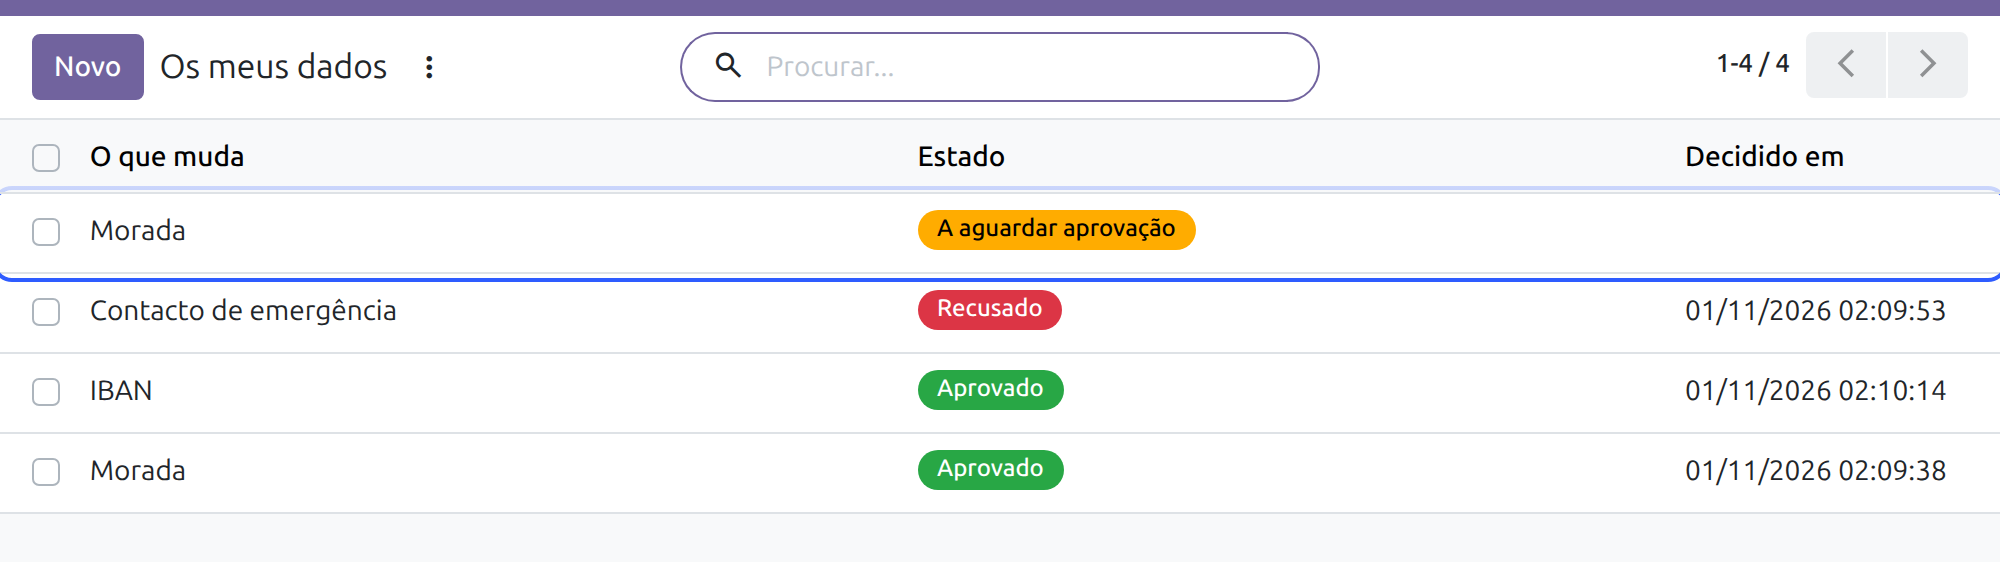 Novo Os meus dados Procurar... 1-4 / 4
O que muda Estado Decidido em
Morada A aguardar aprovação
Contacto de emergência Recusado 01/11/2026 02:09:53
IBAN Aprovado 01/11/2026 02:10:14
Morada Aprovado 01/11/2026 02:09:38